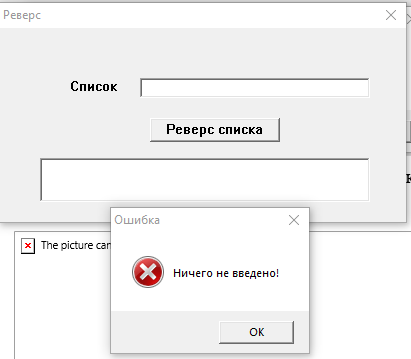 Реверс
Список
Реверс списка
Ошибка
The picture can
Ничего не введено!
OK